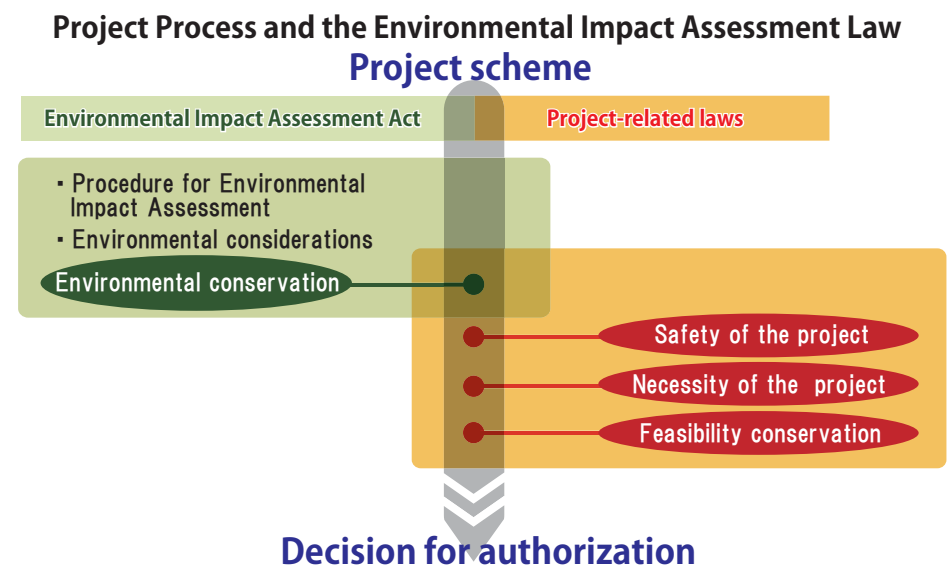 Project Process and the Environmental Impact Assessment Law
Project scheme
Environmental Impact Assessment Act
Project-related laws
・Procedure for Environmental
Impact Assessment
・Environmental considerations
Environmental conservation
Safety of the project
Necessity of the project
Feasibility conservation
Decision for authorization